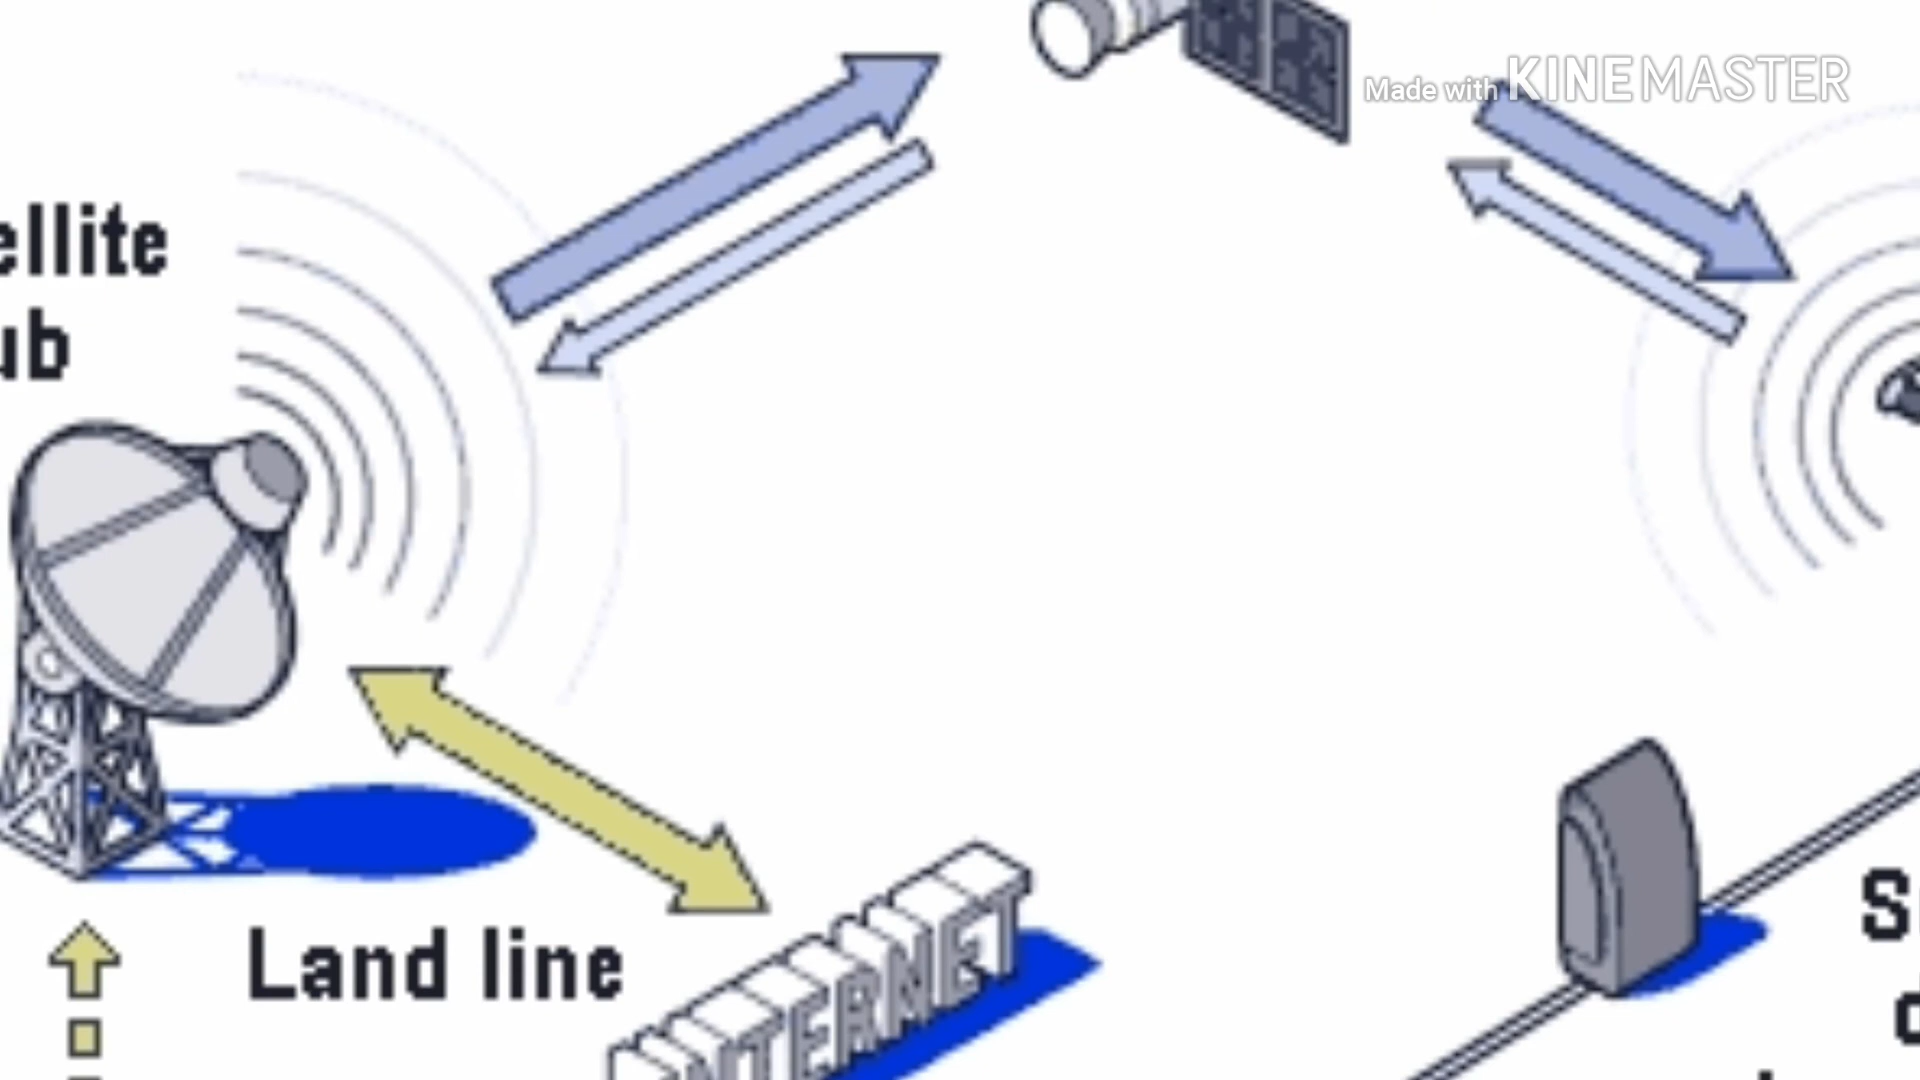 Made with KINEMASTER
ellite
ub
Land line
INTERNET